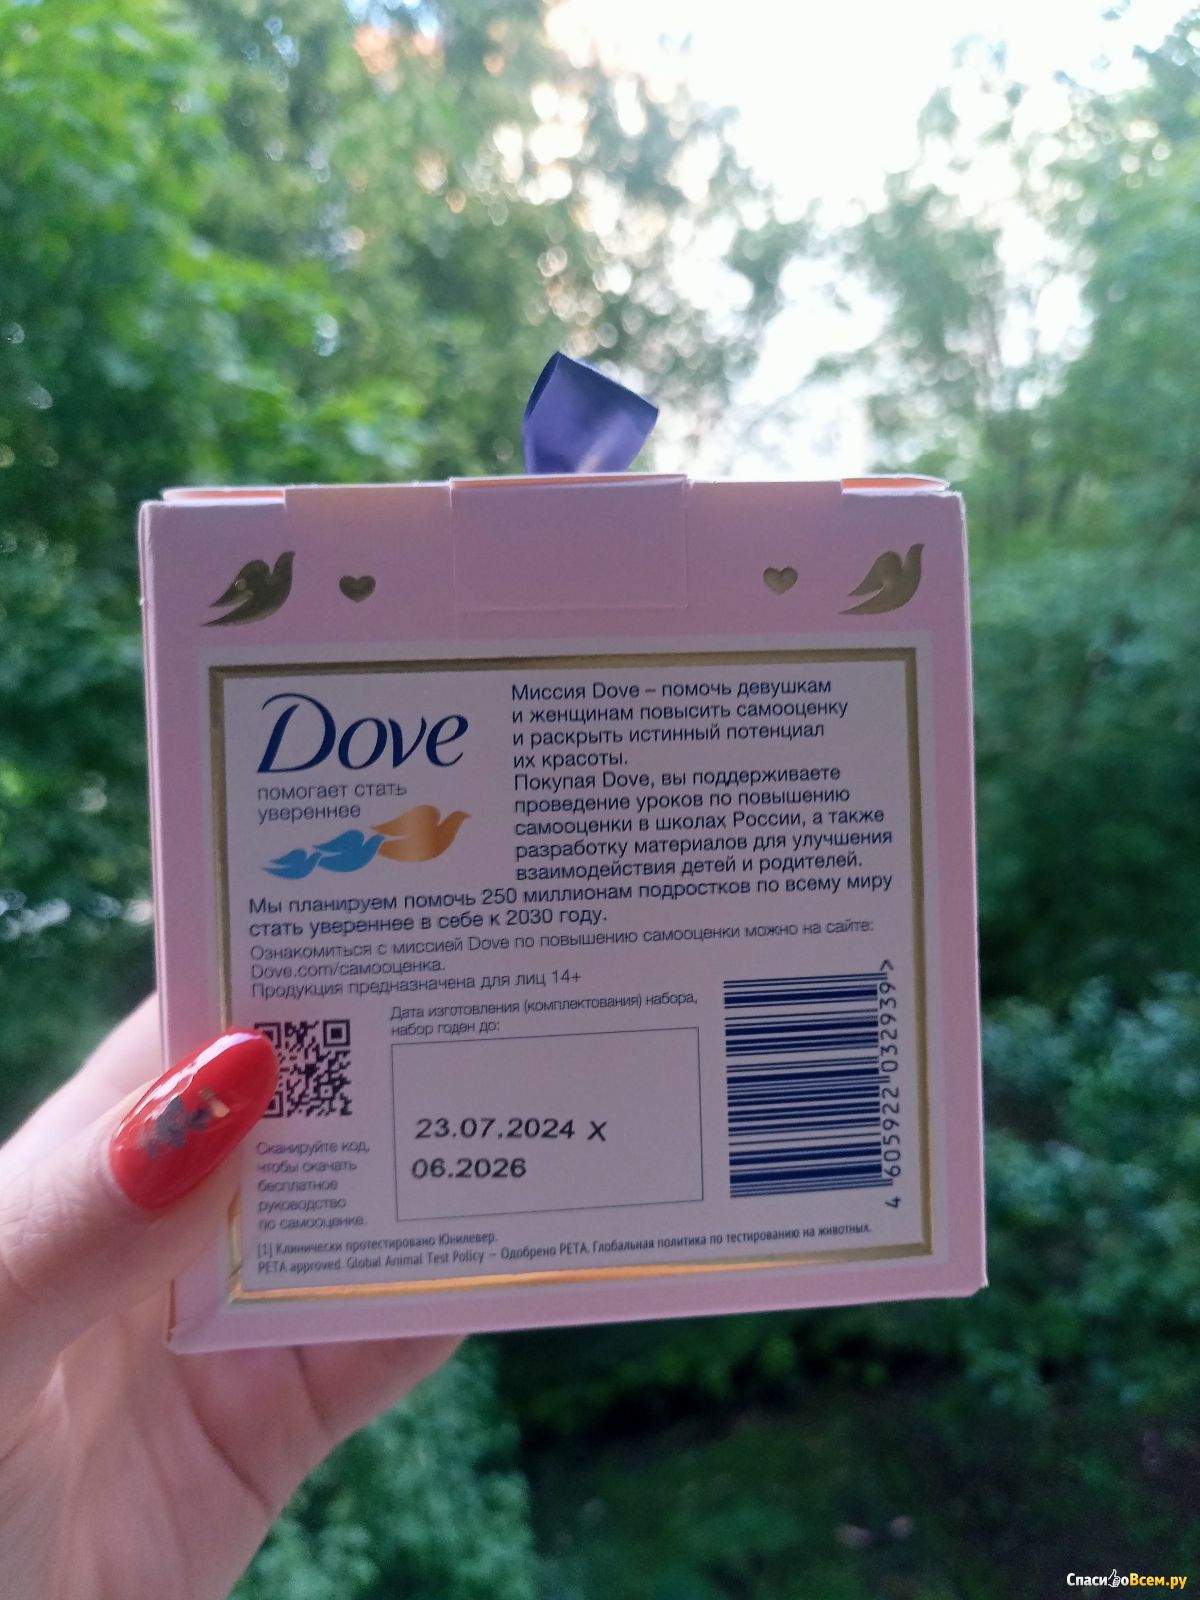 Dove
помогает стать
увереннее
Миссия Dove – помочь девушкам
и женщинам повысить самооценку
и раскрыть истинный потенциал
их красоты.
Покупая Dove, вы поддерживаете
проведение уроков по повышению
самооценки в школах России, а также
разработку материалов для улучшения
взаимодействия детей и родителей.
Мы планируем помочь 250 миллионам подростков по всему миру
стать увереннее в себе к 2030 году.
Ознакомиться с миссией Dove по повышению самооценки можно на сайте:
Dove.com/самооценка.
Продукция предназначена для лиц 14+
Дата изготовления (комплектования) набора,
набор годен до:
23.07.2024 X
06.2026
Сканируйте код,
чтобы скачать
бесплатное
руководство
по самооценке.
4 605922 032939 >
[1] Клинически протестировано Юнилевер.
PETA approved. Global Animal Test Policy – Одобрено PETA. Глобальная политика по тестированию на животных.
СпасибоВсем.ру